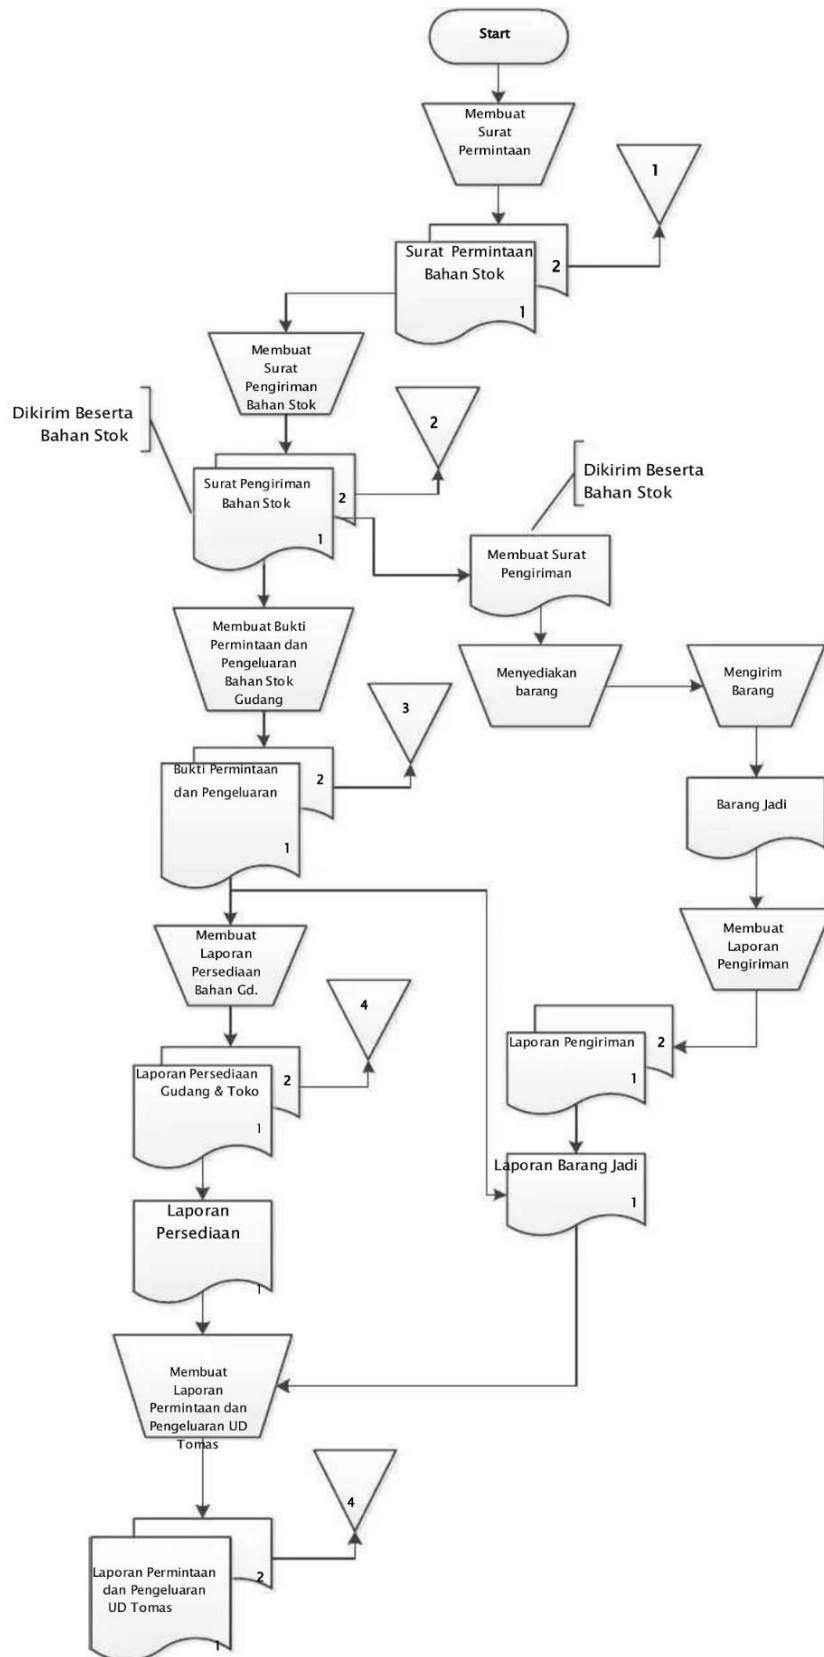 Start
Membuat
Surat
Permintaan
1
Surat Permintaan
Bahan Stok
2
1
Membuat
Surat
Pengiriman
Bahan Stok
Dikirim Beserta
Bahan Stok
2
Surat Pengiriman
Bahan Stok
2
1
Dikirim Beserta
Bahan Stok
Membuat Surat
Pengiriman
Membuat Bukti
Permintaan dan
Pengeluaran
Bahan Stok
Gudang
Menyediakan
barang
Mengirim
Barang
3
Bukti Permintaan
dan Pengeluaran
2
1
Barang Jadi
Membuat
Laporan
Persediaan
Bahan Gd.
Membuat
Laporan
Pengiriman
4
Laporan Pengiriman
2
1
Laporan Persediaan
Gudang & Toko
2
1
Laporan Barang Jadi
1
Laporan
Persediaan
1
Membuat
Laporan
Permintaan dan
Pengeluaran UD
Tomas
4
Laporan Permintaan
dan Pengeluaran
UD Tomas
2
1